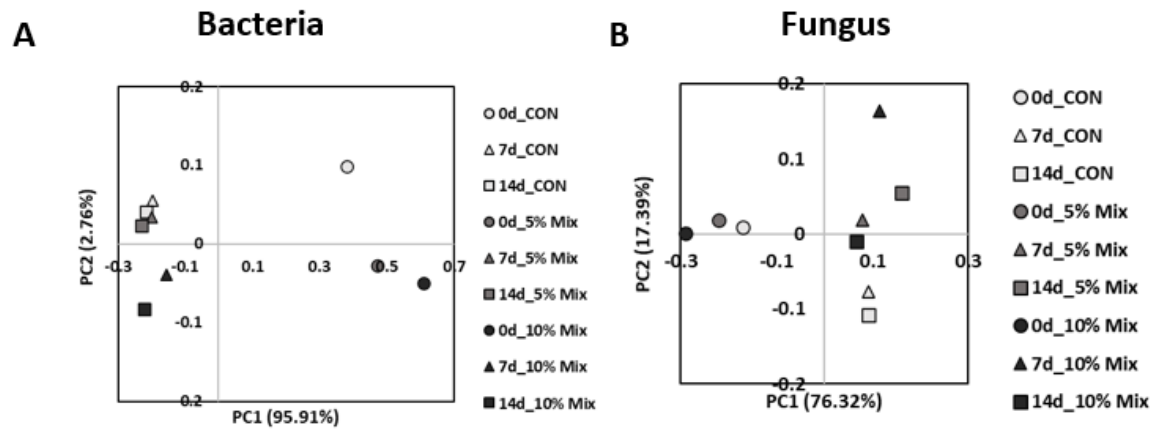 A
Bacteria
0.2
0.1
0
-0.1
0.2
-0.3
-0.1
0.1
0.3
0.5
0.7
PC2 (2.76%)
PC1 (95.91%)
0d_CON
7d_CON
14d_CON
0d_5% Mix
7d_5% Mix
14d_5% Mix
0d_10% Mix
7d_10% Mix
14d_10% Mix
B
Fungus
0.2
0.1
0
-0.1
-0.2
-0.3
-0.1
0.1
0.3
PC2 (17.39%)
PC1 (76.32%)
0d_CON
7d_CON
14d_CON
0d_5% Mix
7d_5% Mix
14d_5% Mix
0d_10% Mix
7d_10% Mix
14d_10% Mix